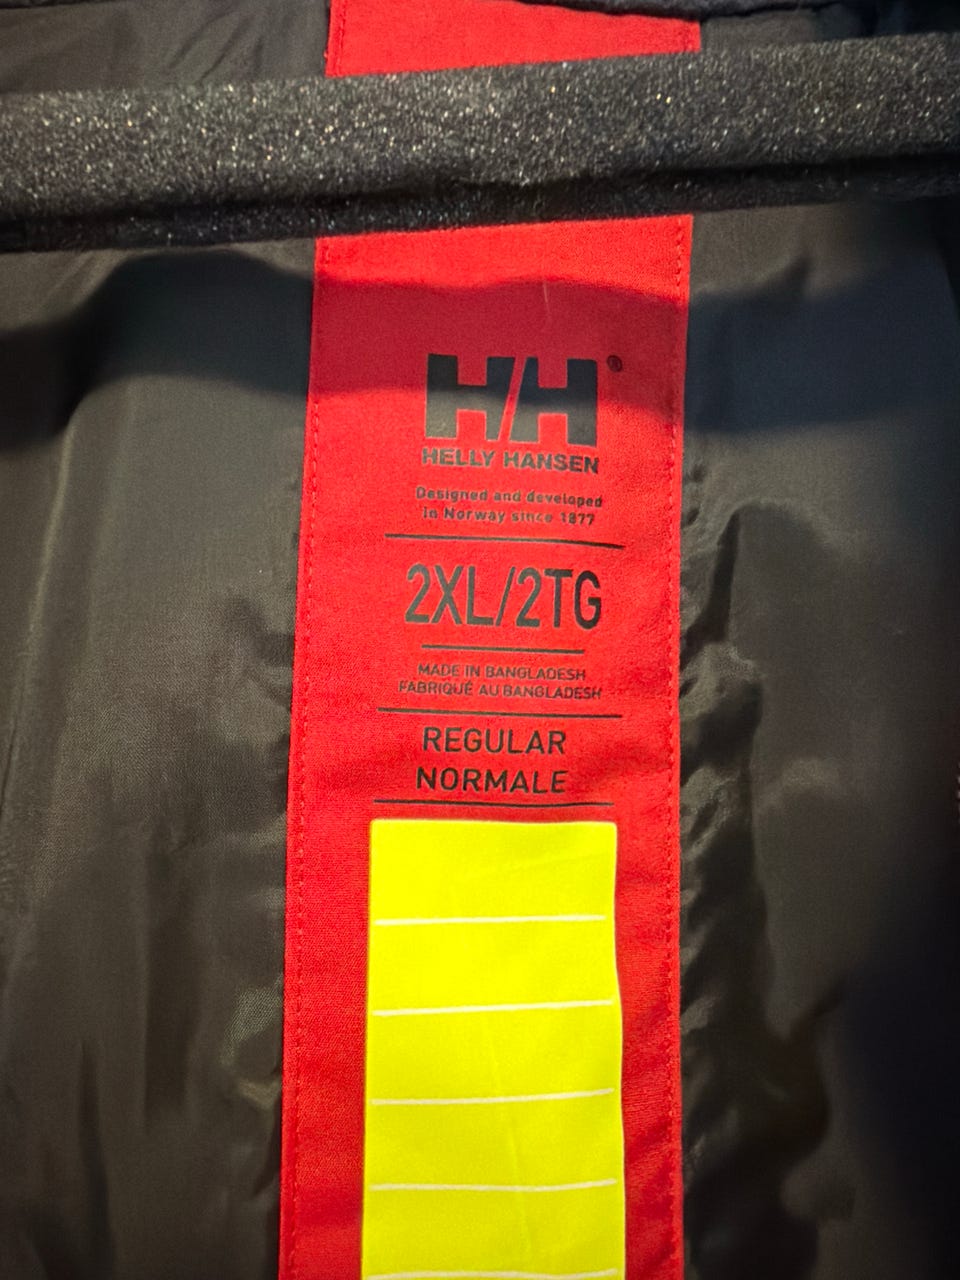 HH®
HELLY HANSEN
Designed and developed
in Norway since 1877
2XL/2TG
MADE IN BANGLADESH
FABRIQUÉ AU BANGLADESH
REGULAR
NORMALE